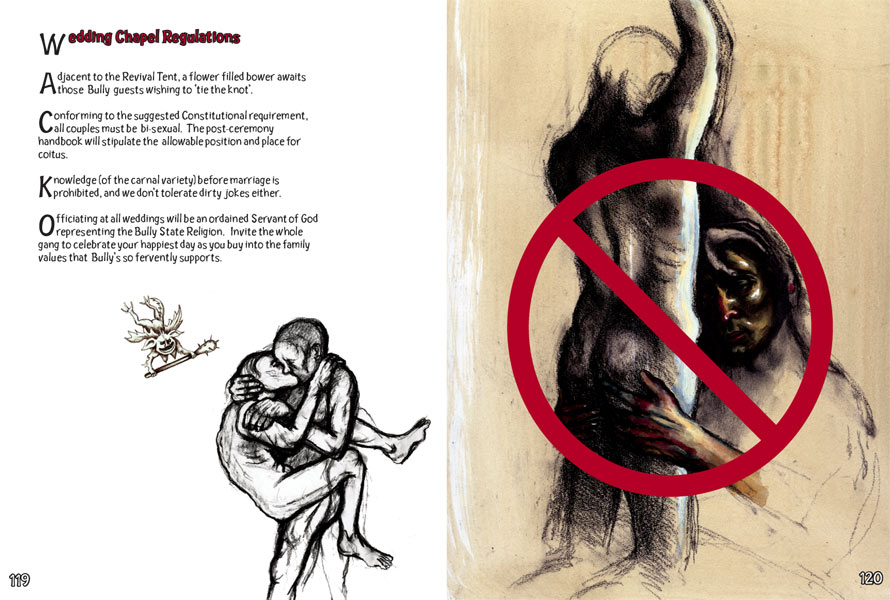 Wedding Chapel Regulations
Adjacent to the Revival Tent, a flower filled bower awaits
those Bully guests wishing to 'tie the knot'.
Conforming to the suggested Constitutional requirement,
all couples must be bi-sexual. The post-ceremony
handbook will stipulate the allowable position and place for
coitus.
Knowledge (of the carnal variety) before marriage is
prohibited, and we don't tolerate dirty jokes either.
Officiating at all weddings will be an ordained Servant of God
representing the Bully State Religion. Invite the whole
gang to celebrate your happiest day as you buy into the family
values that Bully's so fervently supports.
119
120